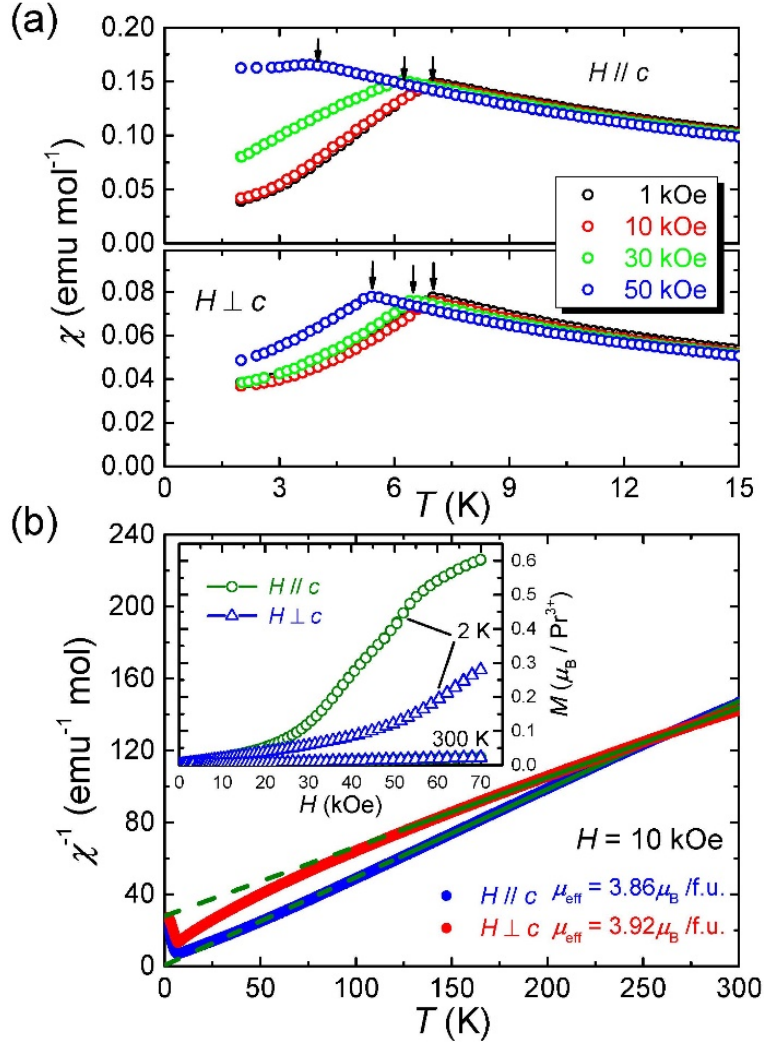 (a)
0.20
0.15
0.10
0.05
0.00
H // c
1 kOe
10 kOe
30 kOe
50 kOe
χ (emu mol⁻¹)
H ⊥ c
0.08
0.06
0.04
0.02
0.00
0 3 6 9 12 15
T (K)
(b)
240
200
160
120
80
40
0
χ⁻¹ (emu⁻¹ mol)
H // c
H ⊥ c
2 K
300 K
0.6
0.5
0.4
0.3
0.2
0.1
0.0
M (μB / Pr³⁺)
0 10 20 30 40 50 60 70
H (kOe)
H = 10 kOe
H // c μeff = 3.86μB /f.u.
H ⊥ c μeff = 3.92μB /f.u.
0 50 100 150 200 250 300
T (K)